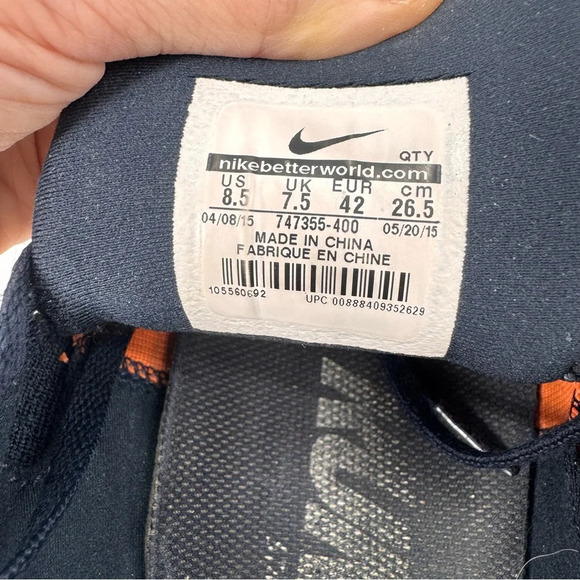 QTY
nikebetterworld.com
US UK EUR cm
8.5 7.5 42 26.5
04/08/15 747355-400 05/20/15
MADE IN CHINA
FABRIQUE EN CHINE
105560692 UPC 00888409352629